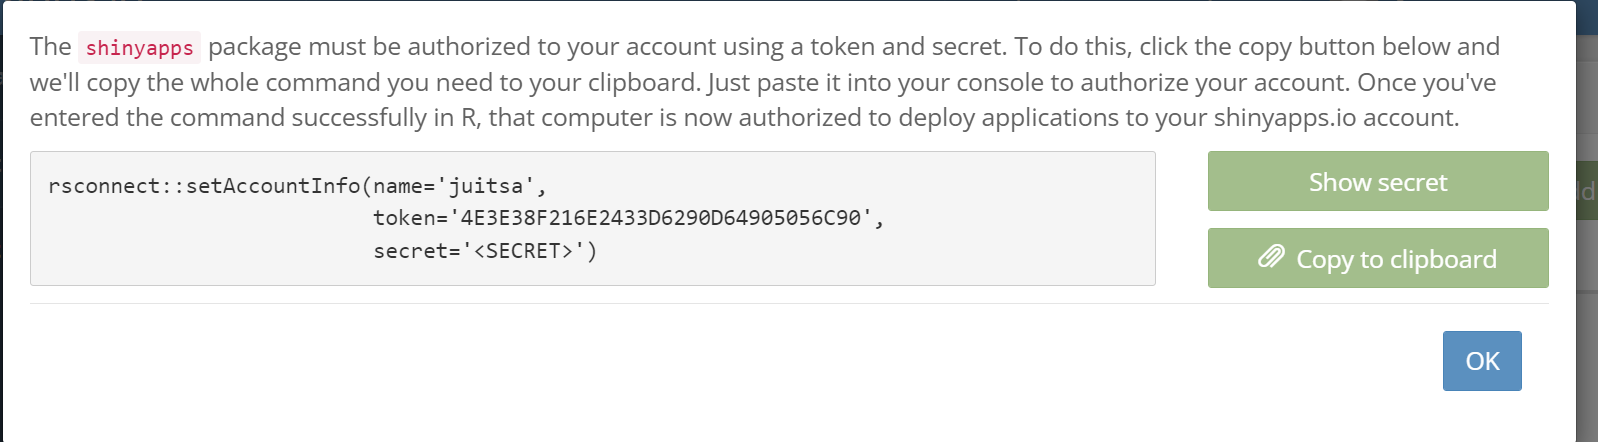 The shinyapps package must be authorized to your account using a token and secret. To do this, click the copy button below and
we'll copy the whole command you need to your clipboard. Just paste it into your console to authorize your account. Once you've
entered the command successfully in R, that computer is now authorized to deploy applications to your shinyapps.io account.
rsconnect::setAccountInfo(name='juitsa',
token='4E3E38F216E2433D6290D64905056C90',
secret='<SECRET>')
Show secret
Copy to clipboard
OK